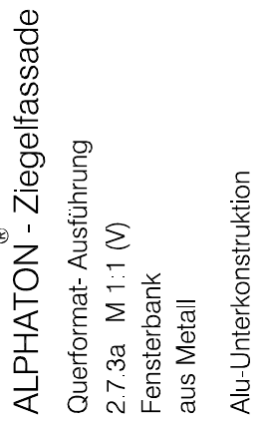 ALPHATON® - Ziegelfassade
Querformat- Ausführung
2.7.3a M 1:1 (V)
Fensterbank
aus Metall
Alu-Unterkonstruktion